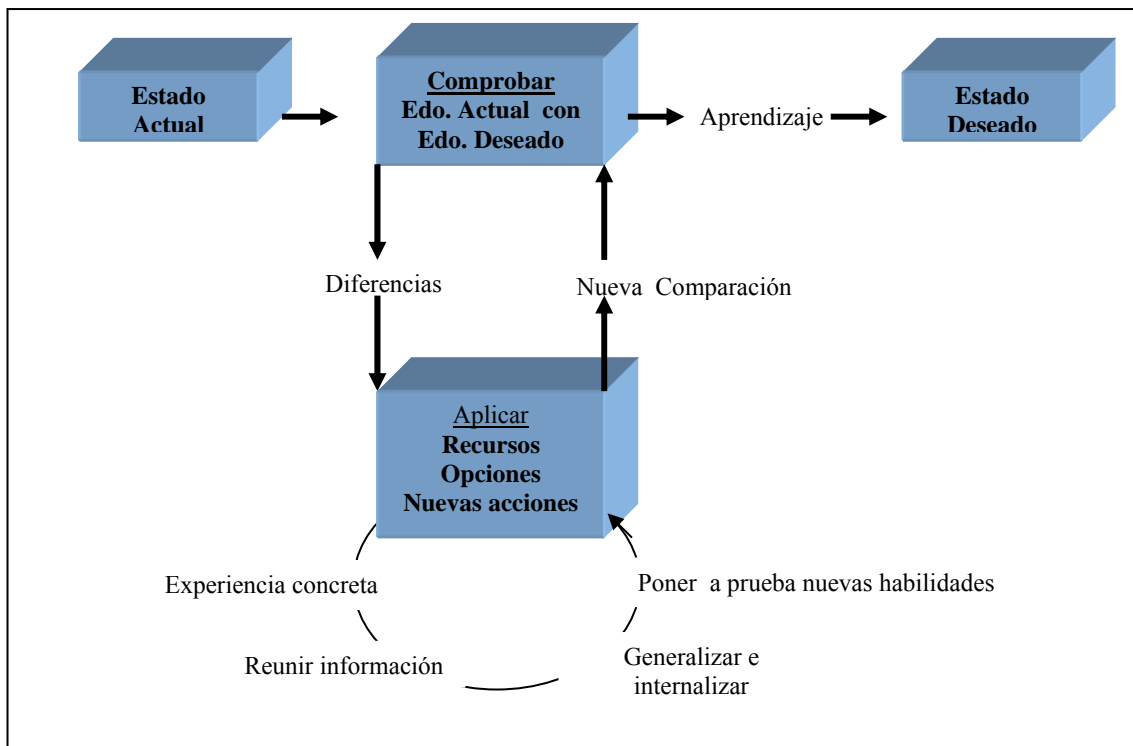 Estado
Actual
Comprobar
Edo. Actual con
Edo. Deseado
Aprendizaje
Estado
Deseado
Diferencias
Nueva Comparación
Aplicar
Recursos
Opciones
Nuevas acciones
Experiencia concreta
Poner a prueba nuevas habilidades
Reunir información
Generalizar e
internalizar